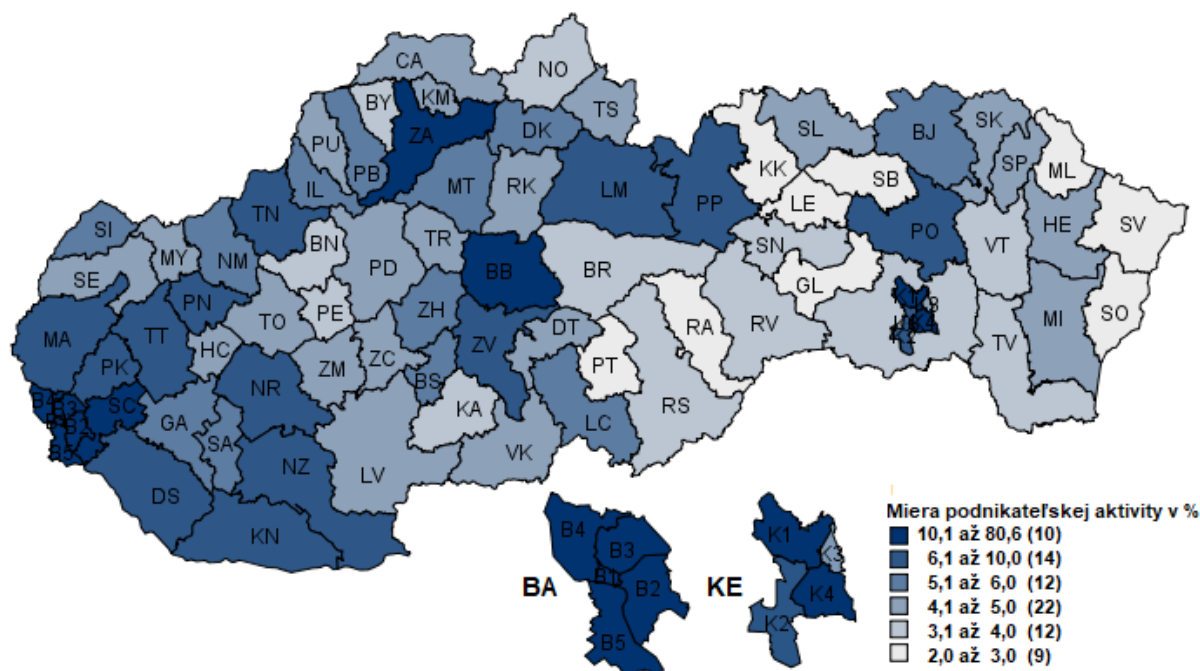 CA
NO
BY
KM
TS
ZA
DK
SL
BJ
SK
PU
SP
PB
KK
ML
IL
MT
RK
LM
PP
SB
LE
TN
SI
PO
HE
SV
BN
TR
SN
VT
MY
NM
PD
BB
BR
SE
GL
PN
PE
ZH
SO
MA
TT
TO
RA
RV
MI
DT
ZV
HC
ZM
ZC
PT
TV
PK
NR
BS
SC
KA
RS
GA
LC
SA
VK
NZ
LV
DS
KN
B4
B3
B1
B2
B5
BA
K1
K3
K4
K2
KE
Miera podnikateľskej aktivity v %
10,1 až 80,6 (10)
6,1 až 10,0 (14)
5,1 až 6,0 (12)
4,1 až 5,0 (22)
3,1 až 4,0 (12)
2,0 až 3,0 (9)